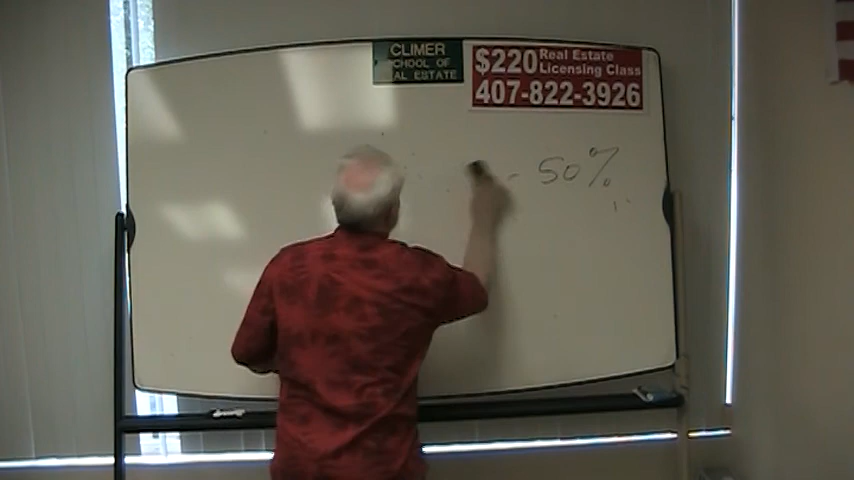 CLIMER
SCHOOL OF
AL ESTATE
$220 Real Estate
Licensing Class
407-822-3926
- 50%